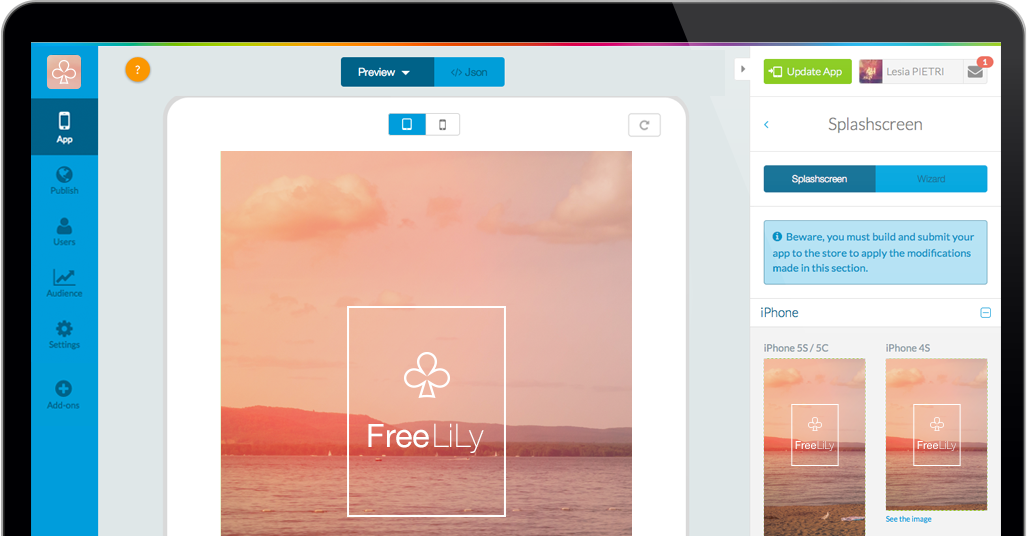 ?
Preview
</> Json
Update App
Lesia PIETRI
1
App
Publish
Users
Audience
Settings
Add-ons
FreeLiLy
Splashscreen
Splashscreen
Wizard
Beware, you must build and submit your
app to the store to apply the modifications
made in this section.
iPhone
iPhone 5S / 5C
iPhone 4S
FreeLiLy
FreeLiLy
See the image